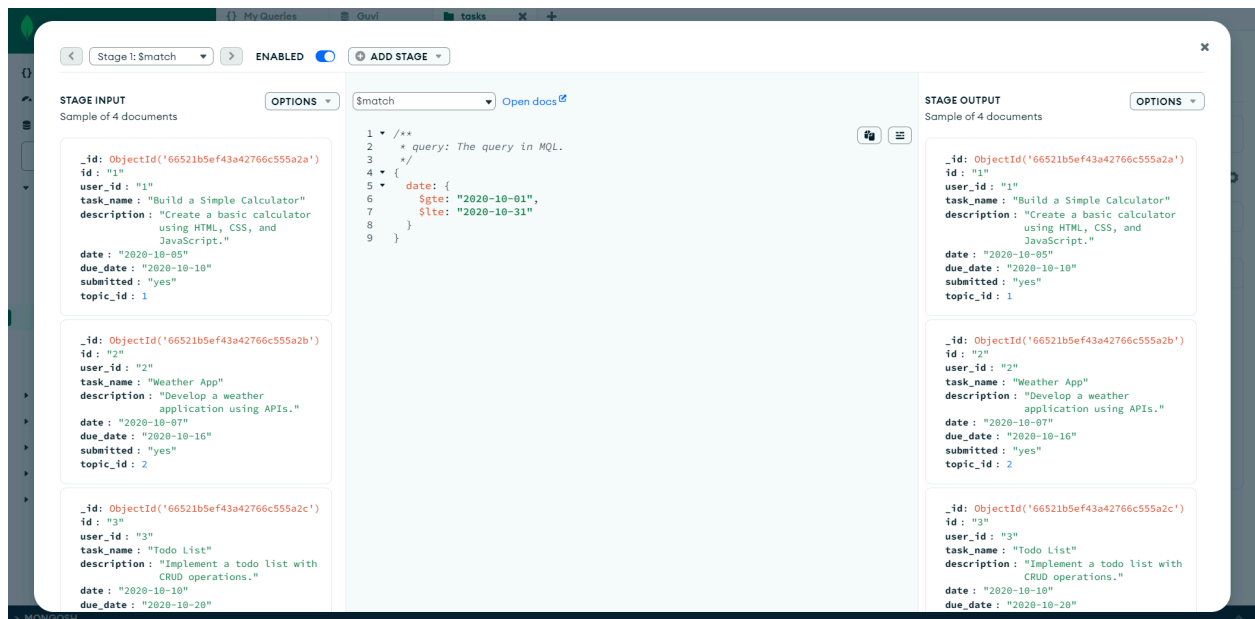 {} My Queries
Guvi
tasks
Stage 1: $match
ENABLED
ADD STAGE
STAGE INPUT
OPTIONS
Sample of 4 documents
_id: ObjectId('66521b5ef43a42766c555a2a')
id : "1"
user_id : "1"
task_name : "Build a Simple Calculator"
description : "Create a basic calculator
using HTML, CSS, and
JavaScript."
date : "2020-10-05"
due_date : "2020-10-10"
submitted : "yes"
topic_id : 1
_id: ObjectId('66521b5ef43a42766c555a2b')
id : "2"
user_id : "2"
task_name : "Weather App"
description : "Develop a weather
application using APIs."
date : "2020-10-07"
due_date : "2020-10-16"
submitted : "yes"
topic_id : 2
_id: ObjectId('66521b5ef43a42766c555a2c')
id : "3"
user_id : "3"
task_name : "Todo List"
description : "Implement a todo list with
CRUD operations."
date : "2020-10-10"
due_date : "2020-10-20"
$match
Open docs
1 /**
2 * query: The query in MQL.
3 */
4 {
5 date: {
6 $gte: "2020-10-01",
7 $lte: "2020-10-31"
8 }
9 }
STAGE OUTPUT
OPTIONS
Sample of 4 documents
_id: ObjectId('66521b5ef43a42766c555a2a')
id : "1"
user_id : "1"
task_name : "Build a Simple Calculator"
description : "Create a basic calculator
using HTML, CSS, and
JavaScript."
date : "2020-10-05"
due_date : "2020-10-10"
submitted : "yes"
topic_id : 1
_id: ObjectId('66521b5ef43a42766c555a2b')
id : "2"
user_id : "2"
task_name : "Weather App"
description : "Develop a weather
application using APIs."
date : "2020-10-07"
due_date : "2020-10-16"
submitted : "yes"
topic_id : 2
_id: ObjectId('66521b5ef43a42766c555a2c')
id : "3"
user_id : "3"
task_name : "Todo List"
description : "Implement a todo list with
CRUD operations."
date : "2020-10-10"
due_date : "2020-10-20"
>_MONGOSH